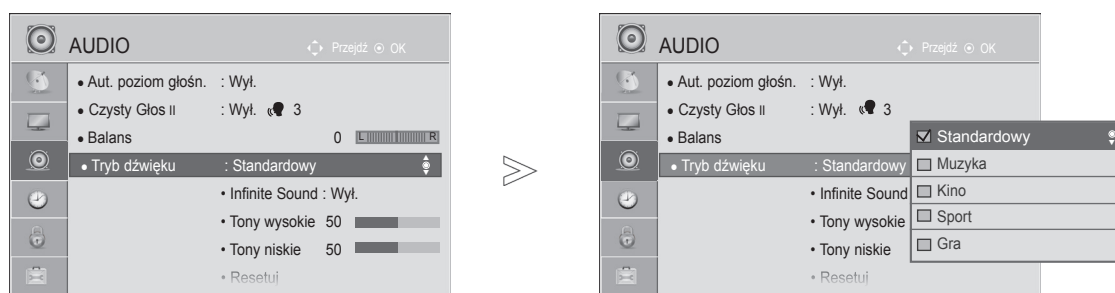 AUDIO
Przejdź OK
• Aut. poziom głośn. : Wył.
• Czysty Głos II : Wył. 3
• Balans 0 L R
• Tryb dźwięku : Standardowy
• Infinite Sound : Wył.
• Tony wysokie 50
• Tony niskie 50
• Resetuj
AUDIO
Przejdź OK
• Aut. poziom głośn. : Wył.
• Czysty Głos II : Wył. 3
• Balans
• Tryb dźwięku : Standardowy
• Infinite Sound
• Tony wysokie
• Tony niskie
• Resetuj
Standardowy
Muzyka
Kino
Sport
Gra